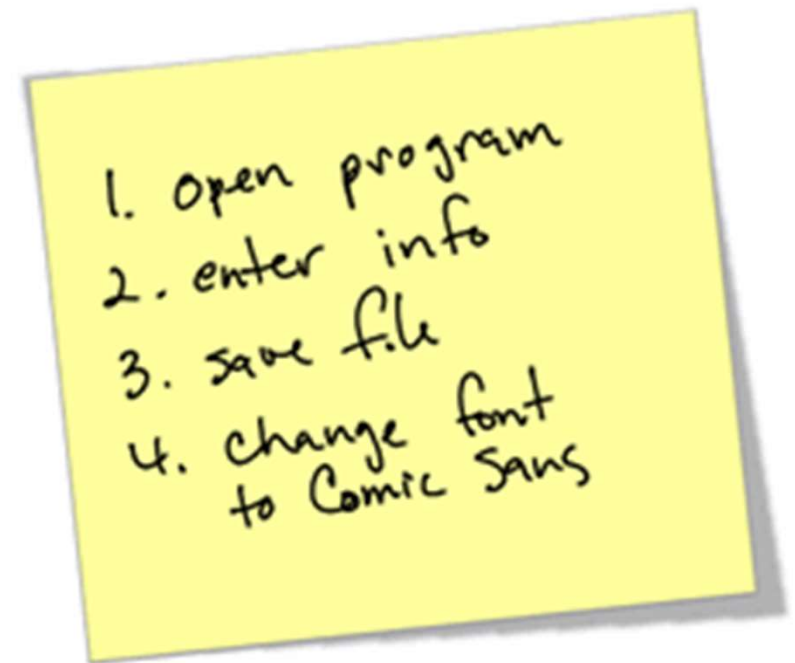 1. open program
2. enter info
3. save file
4. change font
to Comic Sans